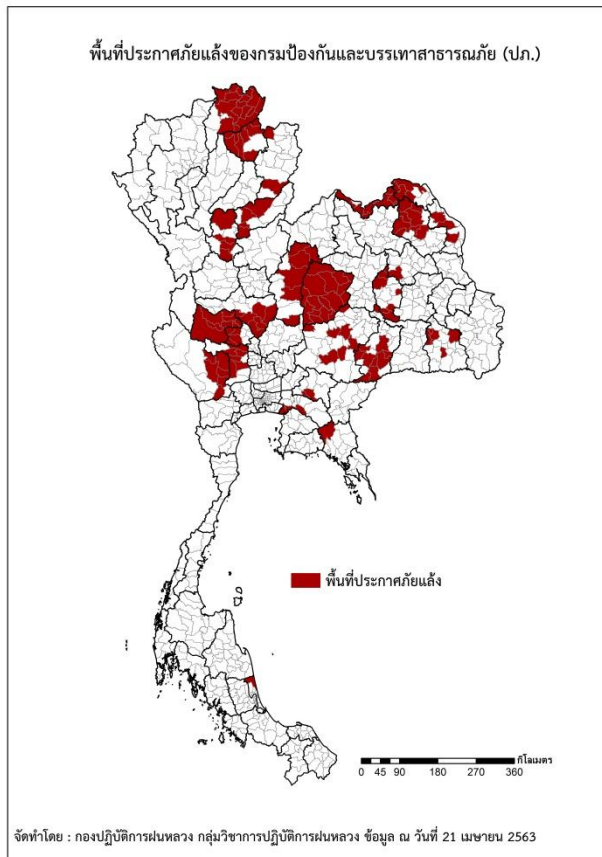 พื้นที่ประกาศภัยแล้งของกรมป้องกันและบรรเทาสาธารณภัย (ปภ.)
พื้นที่ประกาศภัยแล้ง
กิโลเมตร
0 45 90 180 270 360
จัดทำโดย : กองปฏิบัติการฝนหลวง กลุ่มวิชาการปฏิบัติการฝนหลวง ข้อมูล ณ วันที่ 21 เมษายน 2563